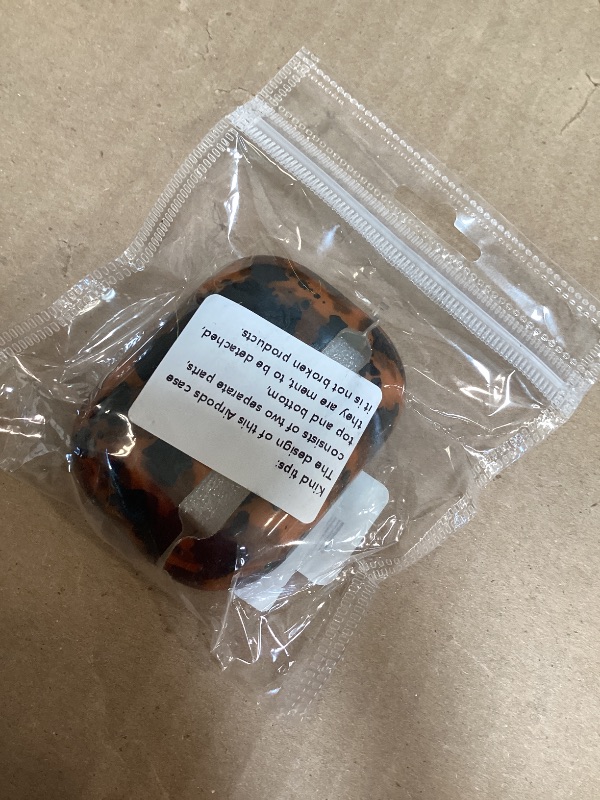 Kind tips:
The design of this Airpods case
consists of two separate parts,
top and bottom,
they are ment, to be detached,
it is not broken products.